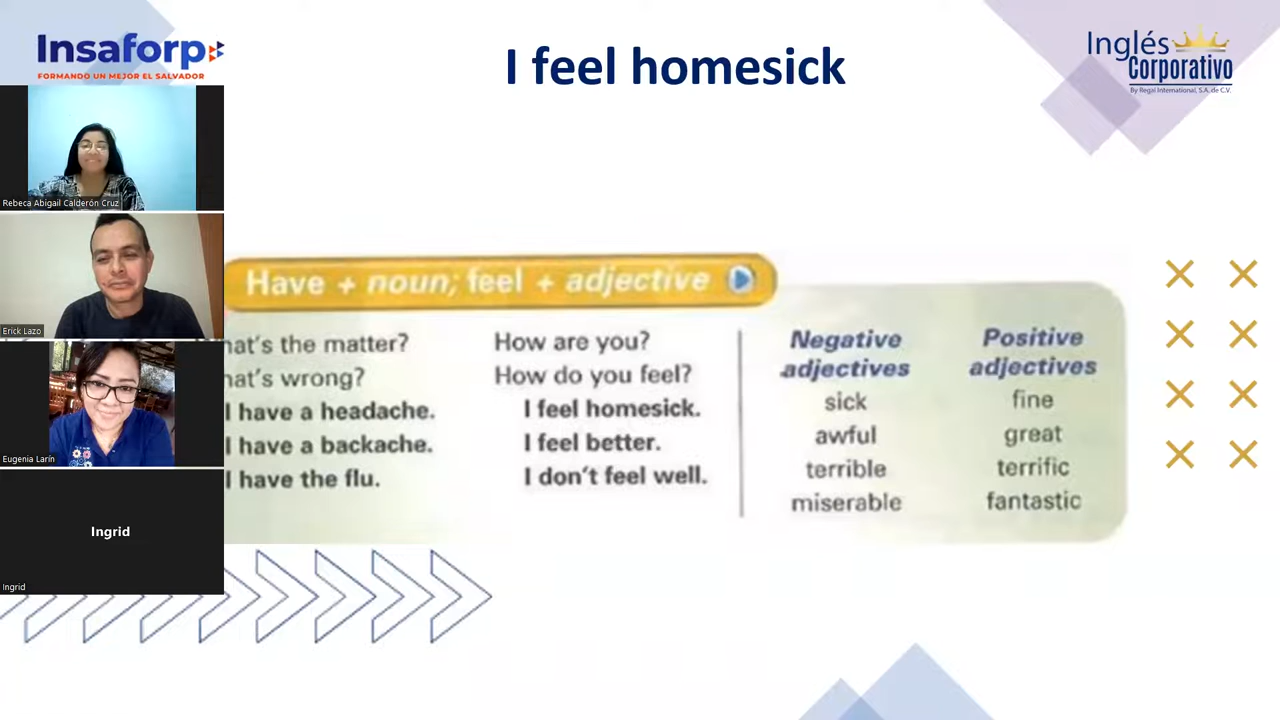 Insaforp
FORMANDO UN MEJOR EL SALVADOR
I feel homesick
Inglés
Corporativo
By Regal International, S.A. de C.V.
Rebeca Abigail Calderón Cruz
Erick Lazo
Eugenia Larín
Ingrid
Ingrid
Have + noun; feel + adjective
hat's the matter?
hat's wrong?
I have a headache.
I have a backache.
I have the flu.
How are you?
How do you feel?
I feel homesick.
I feel better.
I don't feel well.
Negative
adjectives
sick
awful
terrible
miserable
Positive
adjectives
fine
great
terrific
fantastic